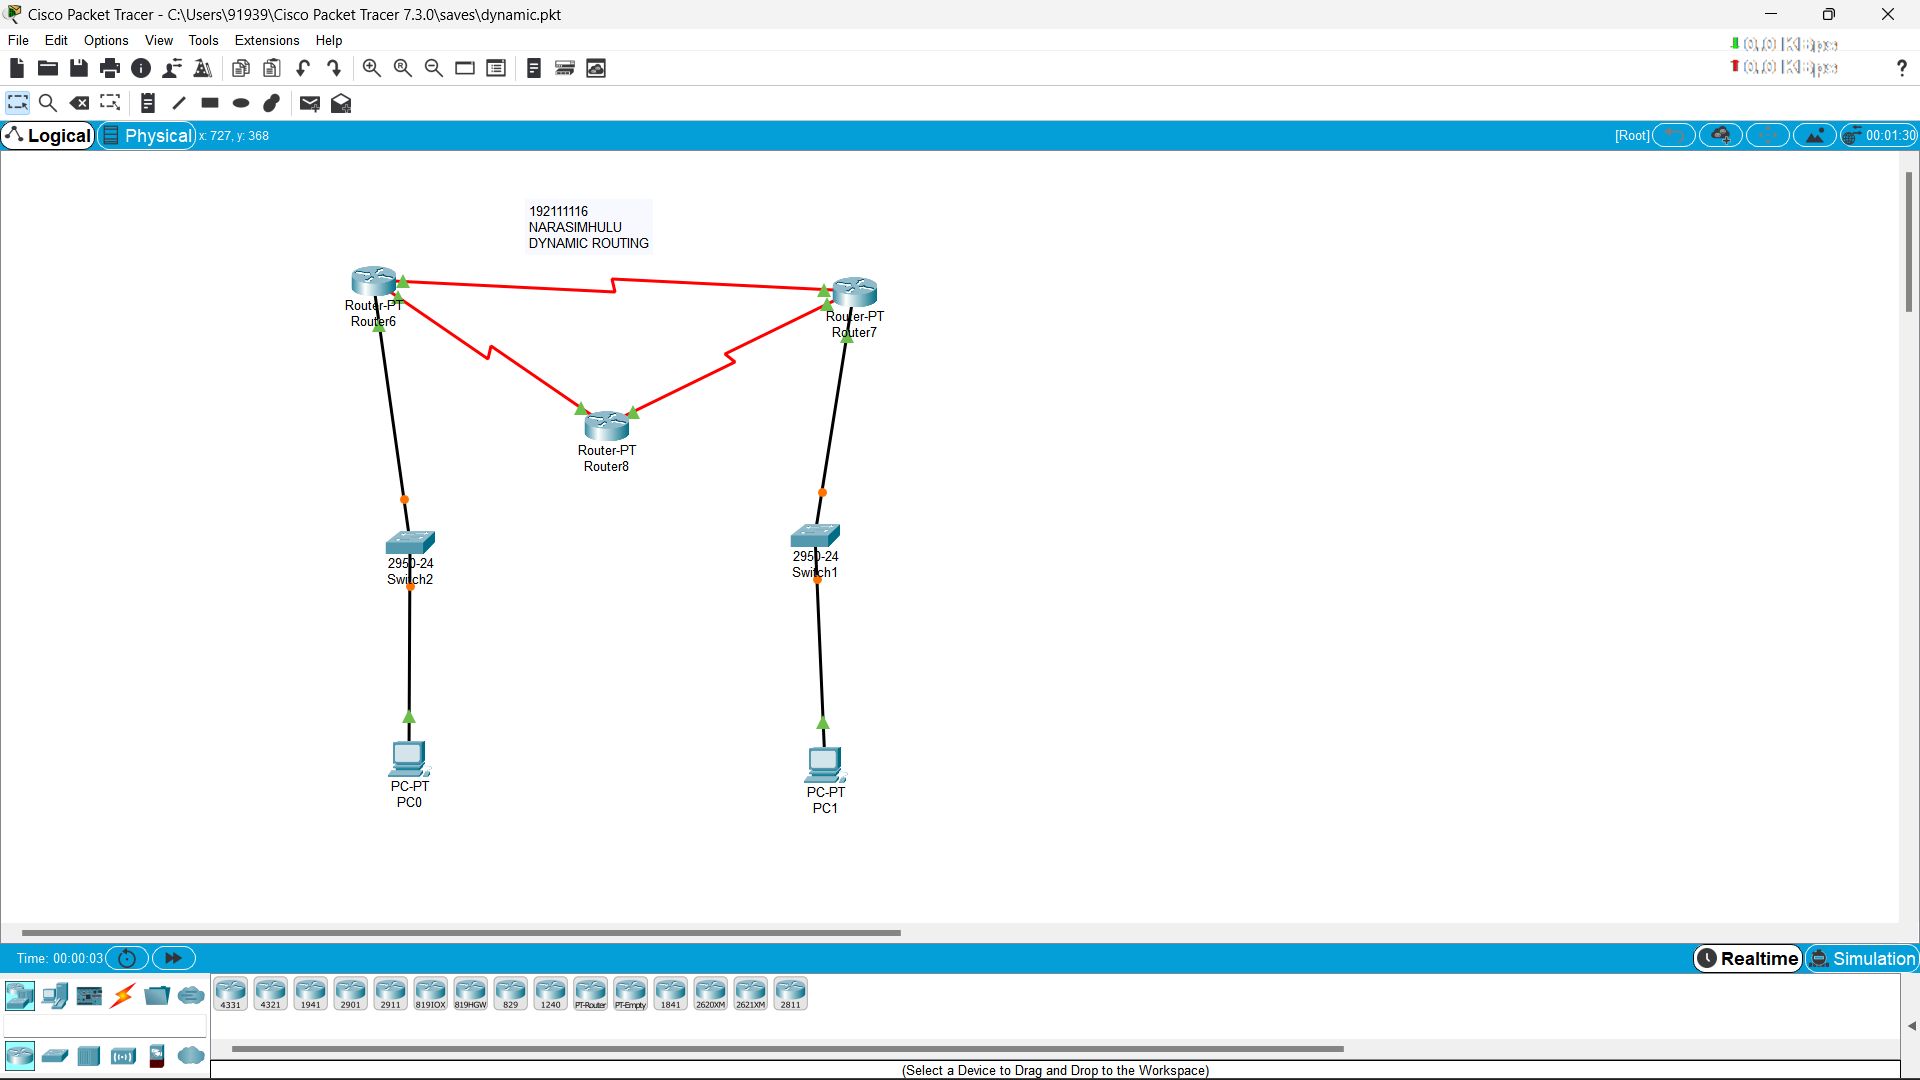 Cisco Packet Tracer - C:\Users\91939\Cisco Packet Tracer 7.3.0\saves\dynamic.pkt
File Edit Options View Tools Extensions Help
0.0 KBps
0.0 KBps
?
Logical Physical x: 727, y: 368 [Root] 00:01:30
192111116
NARASIMHULU
DYNAMIC ROUTING
Router-PT
Router6
Router-PT
Router7
Router-PT
Router8
2950-24
Switch2
2950-24
Switch1
PC-PT
PC0
PC-PT
PC1
Time: 00:00:03 Realtime Simulation
4331 4321 1941 2901 2911 819IOX 819HGW 829 1240 PT-Router PT-Empty 1841 2620XM 2621XM 2811
(Select a Device to Drag and Drop to the Workspace)